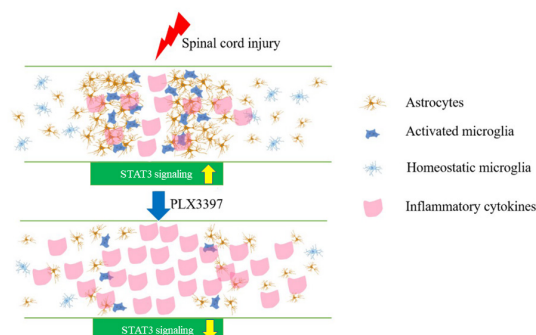 Spinal cord injury
Astrocytes
Activated microglia
Homeostatic microglia
Inflammatory cytokines
STAT3 signaling
PLX3397
STAT3 signaling